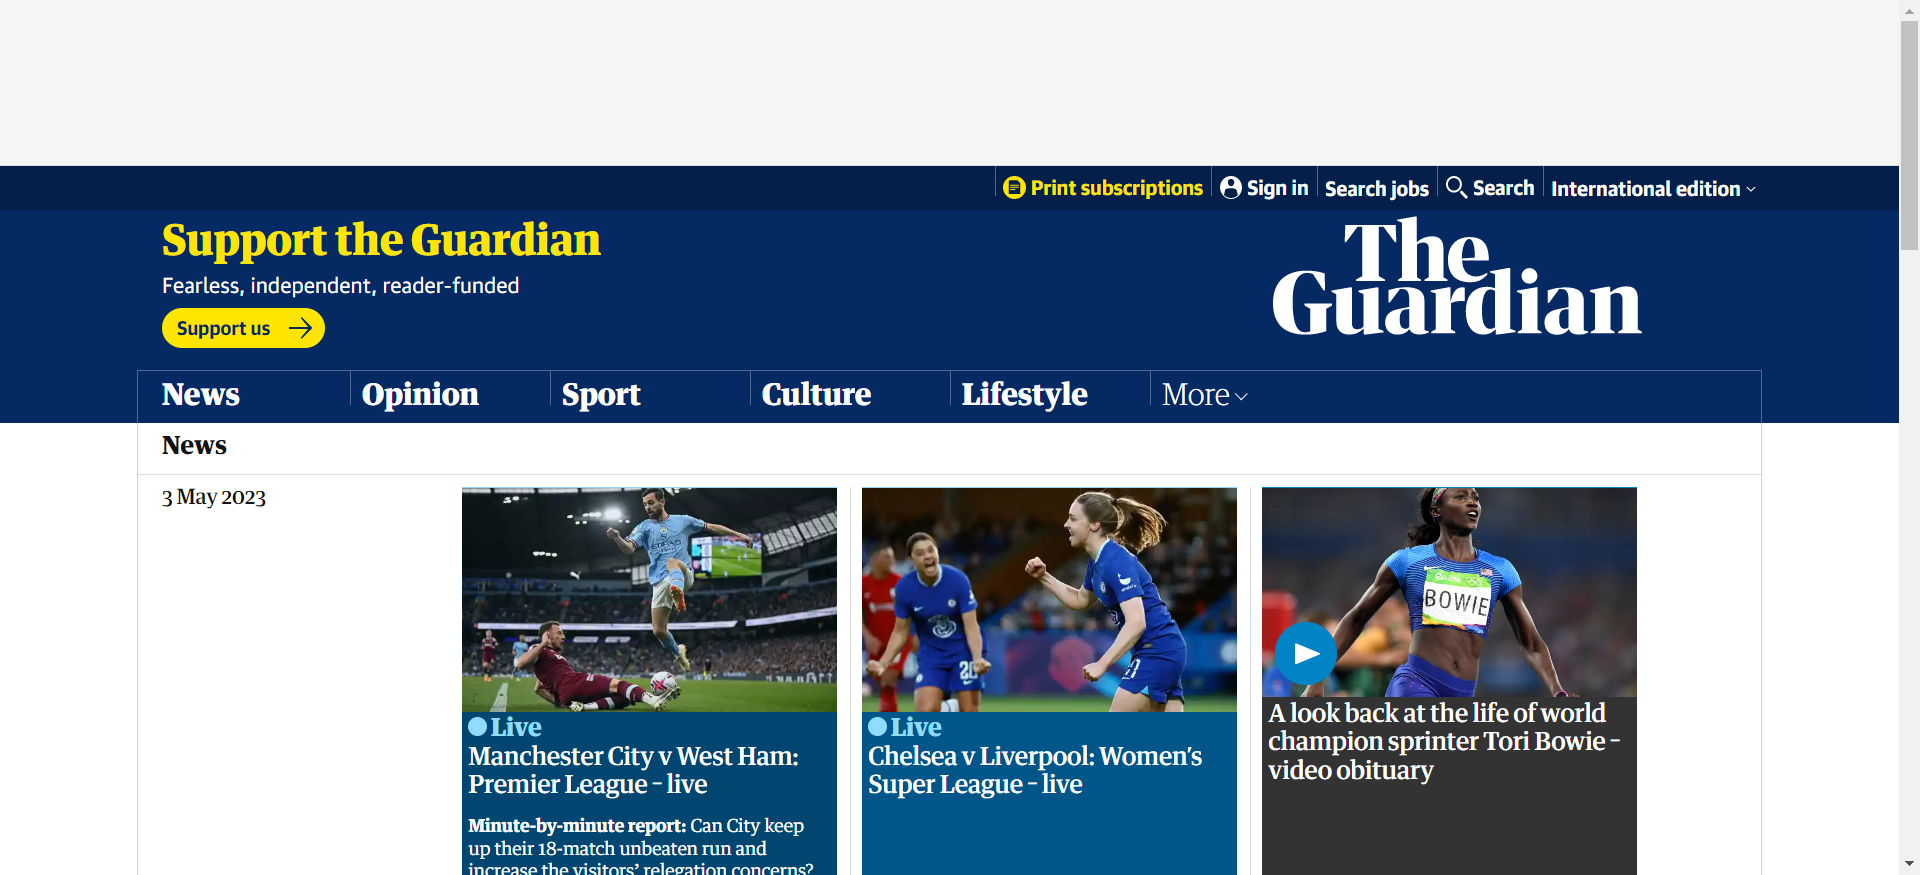 Print subscriptions
Sign in
Search jobs
Search
International edition
Support the Guardian
Fearless, independent, reader-funded
Support us
The
Guardian
News
Opinion
Sport
Culture
Lifestyle
More
News
3 May 2023
Live
Manchester City v West Ham:
Premier League – live
Minute-by-minute report: Can City keep
up their 18-match unbeaten run and
increase the visitors’ relegation concerns?
20
Live
Chelsea v Liverpool: Women’s
Super League – live
BOWIE
A look back at the life of world
champion sprinter Tori Bowie –
video obituary